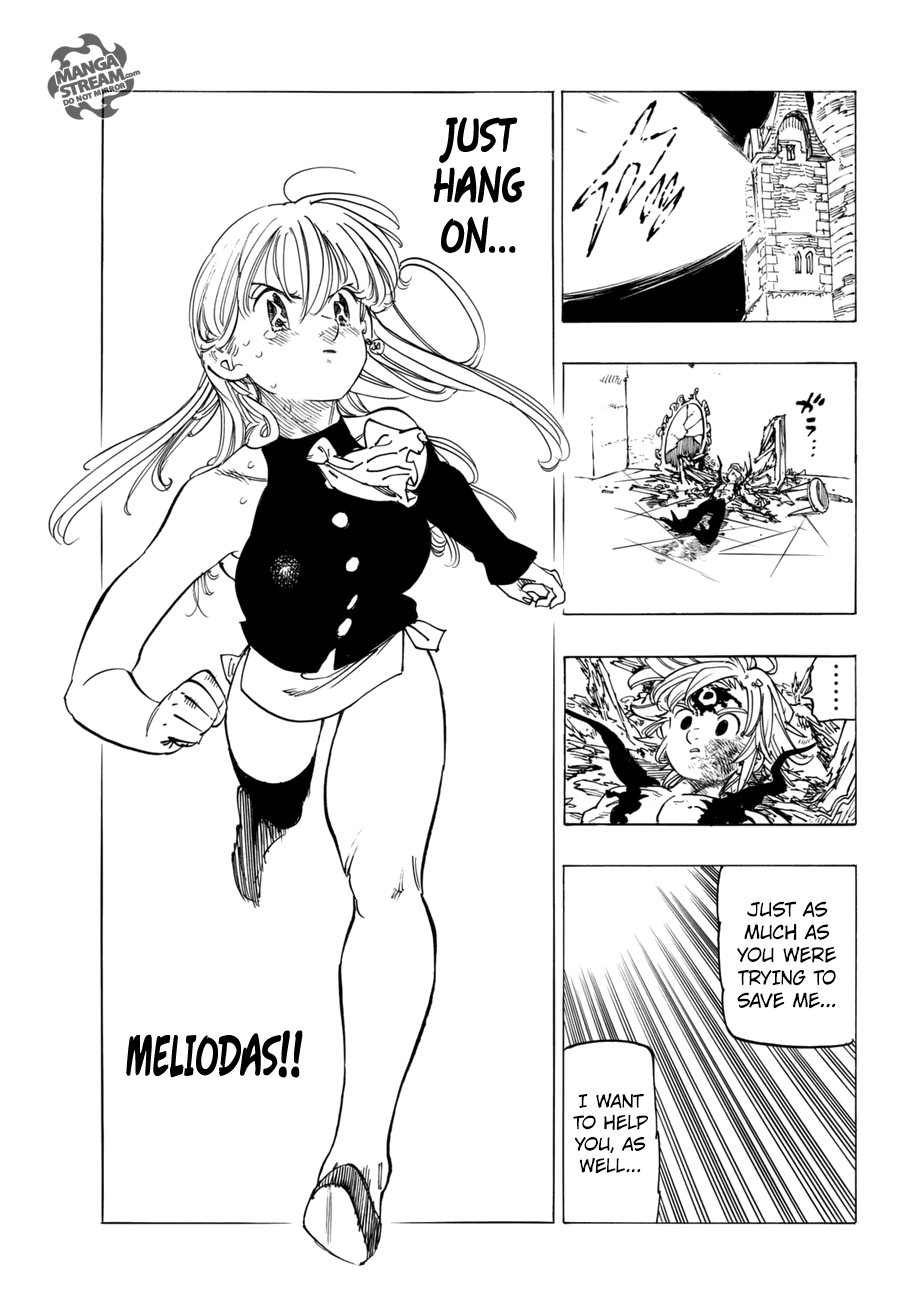 MANGA
STREAM.com
DO NOT MIRROR
ガラ…
……
JUST AS
MUCH AS
YOU WERE
TRYING TO
SAVE ME...
I WANT
TO HELP
YOU, AS
WELL...
JUST
HANG
ON...
MELIODAS!!